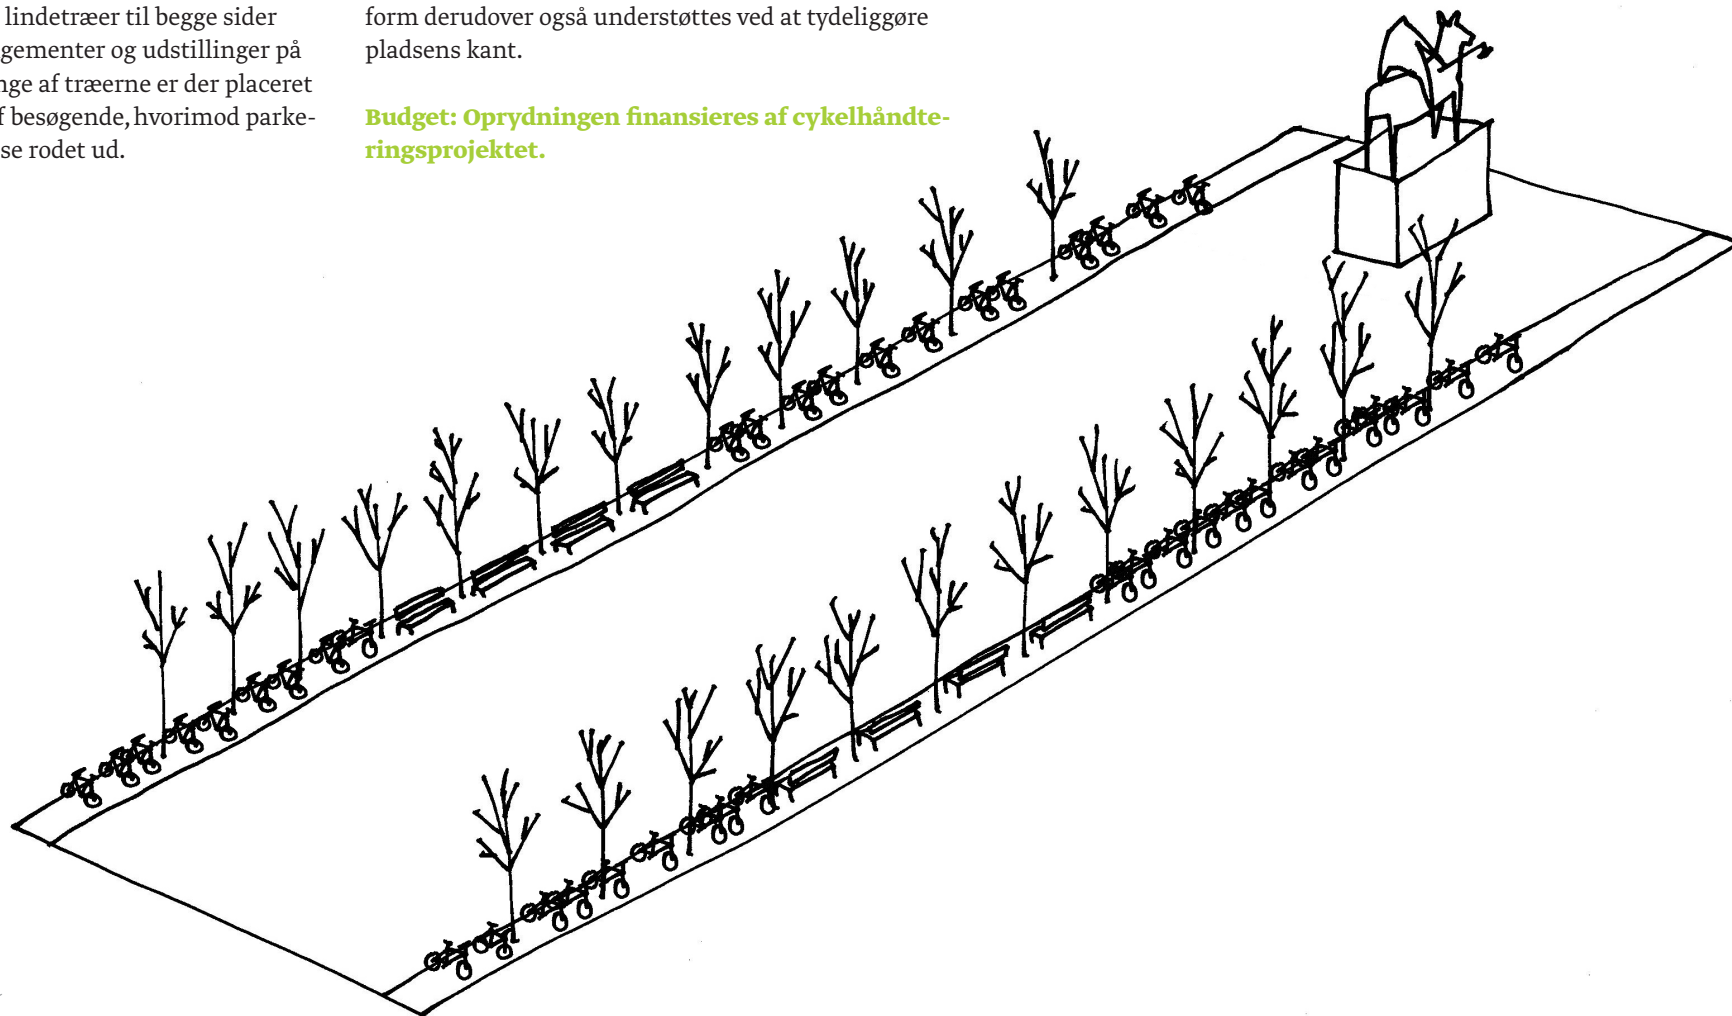 lindetræer til begge sider
gementer og udstillinger på
nge af træerne er der placeret
f besøgende, hvorimod parke-
se rodet ud.
form derudover også understøttes ved at tydeliggøre
pladsens kant.
Budget: Oprydningen finansieres af cykelhåndte-
ringsprojektet.